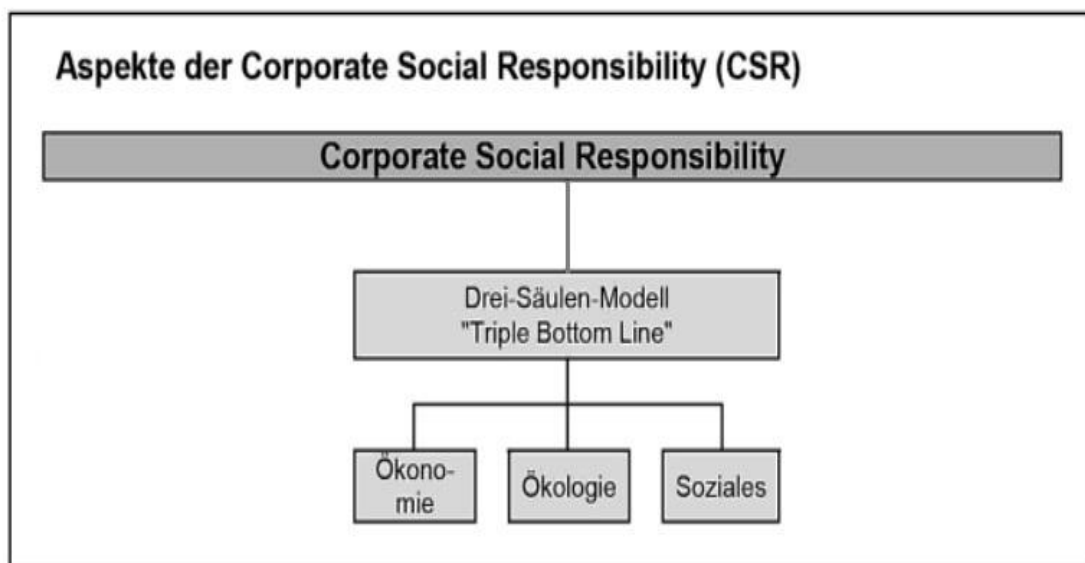 Aspekte der Corporate Social Responsibility (CSR)
Corporate Social Responsibility
Drei-Säulen-Modell
"Triple Bottom Line"
Ökono-
mie
Ökologie
Soziales